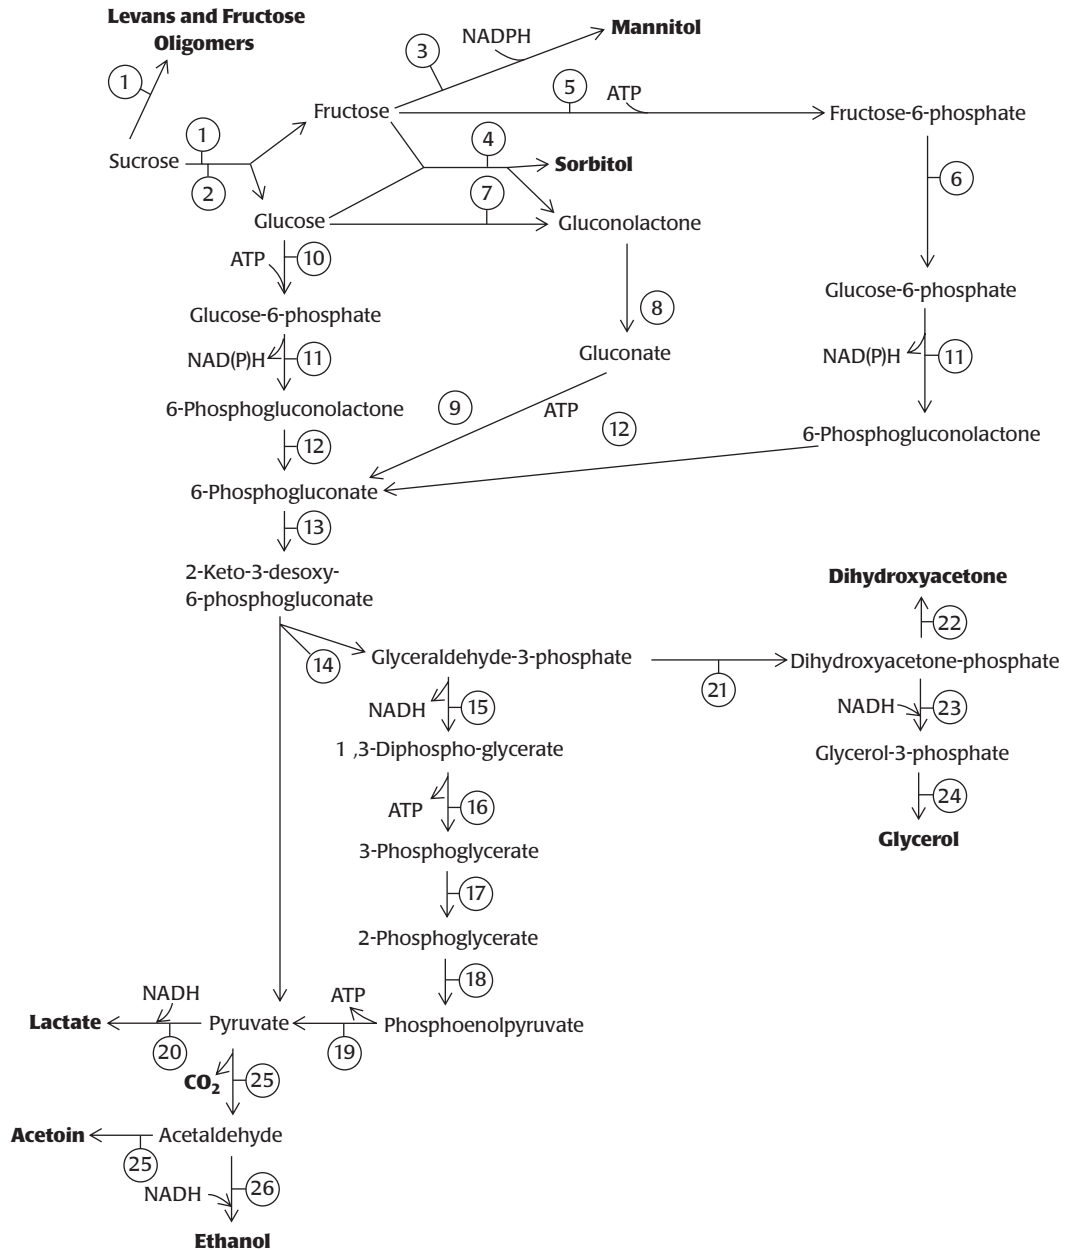 Levans and Fructose
Oligomers
Mannitol
NADPH
3
1
5
ATP
Fructose
Fructose-6-phosphate
1
4
Sucrose
Sorbitol
2
7
6
Glucose
Gluconolactone
ATP
10
Glucose-6-phosphate
8
Glucose-6-phosphate
NAD(P)H
11
Gluconate
NAD(P)H
11
6-Phosphogluconolactone
9
ATP
12
6-Phosphogluconolactone
12
6-Phosphogluconate
13
2-Keto-3-desoxy-
6-phosphogluconate
Dihydroxyacetone
22
14
Glyceraldehyde-3-phosphate
21
Dihydroxyacetone-phosphate
NADH
15
NADH
23
1 ,3-Diphospho-glycerate
Glycerol-3-phosphate
ATP
16
24
3-Phosphoglycerate
Glycerol
17
2-Phosphoglycerate
18
NADH
ATP
Lactate
Pyruvate
Phosphoenolpyruvate
20
19
CO2
25
Acetoin
Acetaldehyde
25
NADH
26
Ethanol